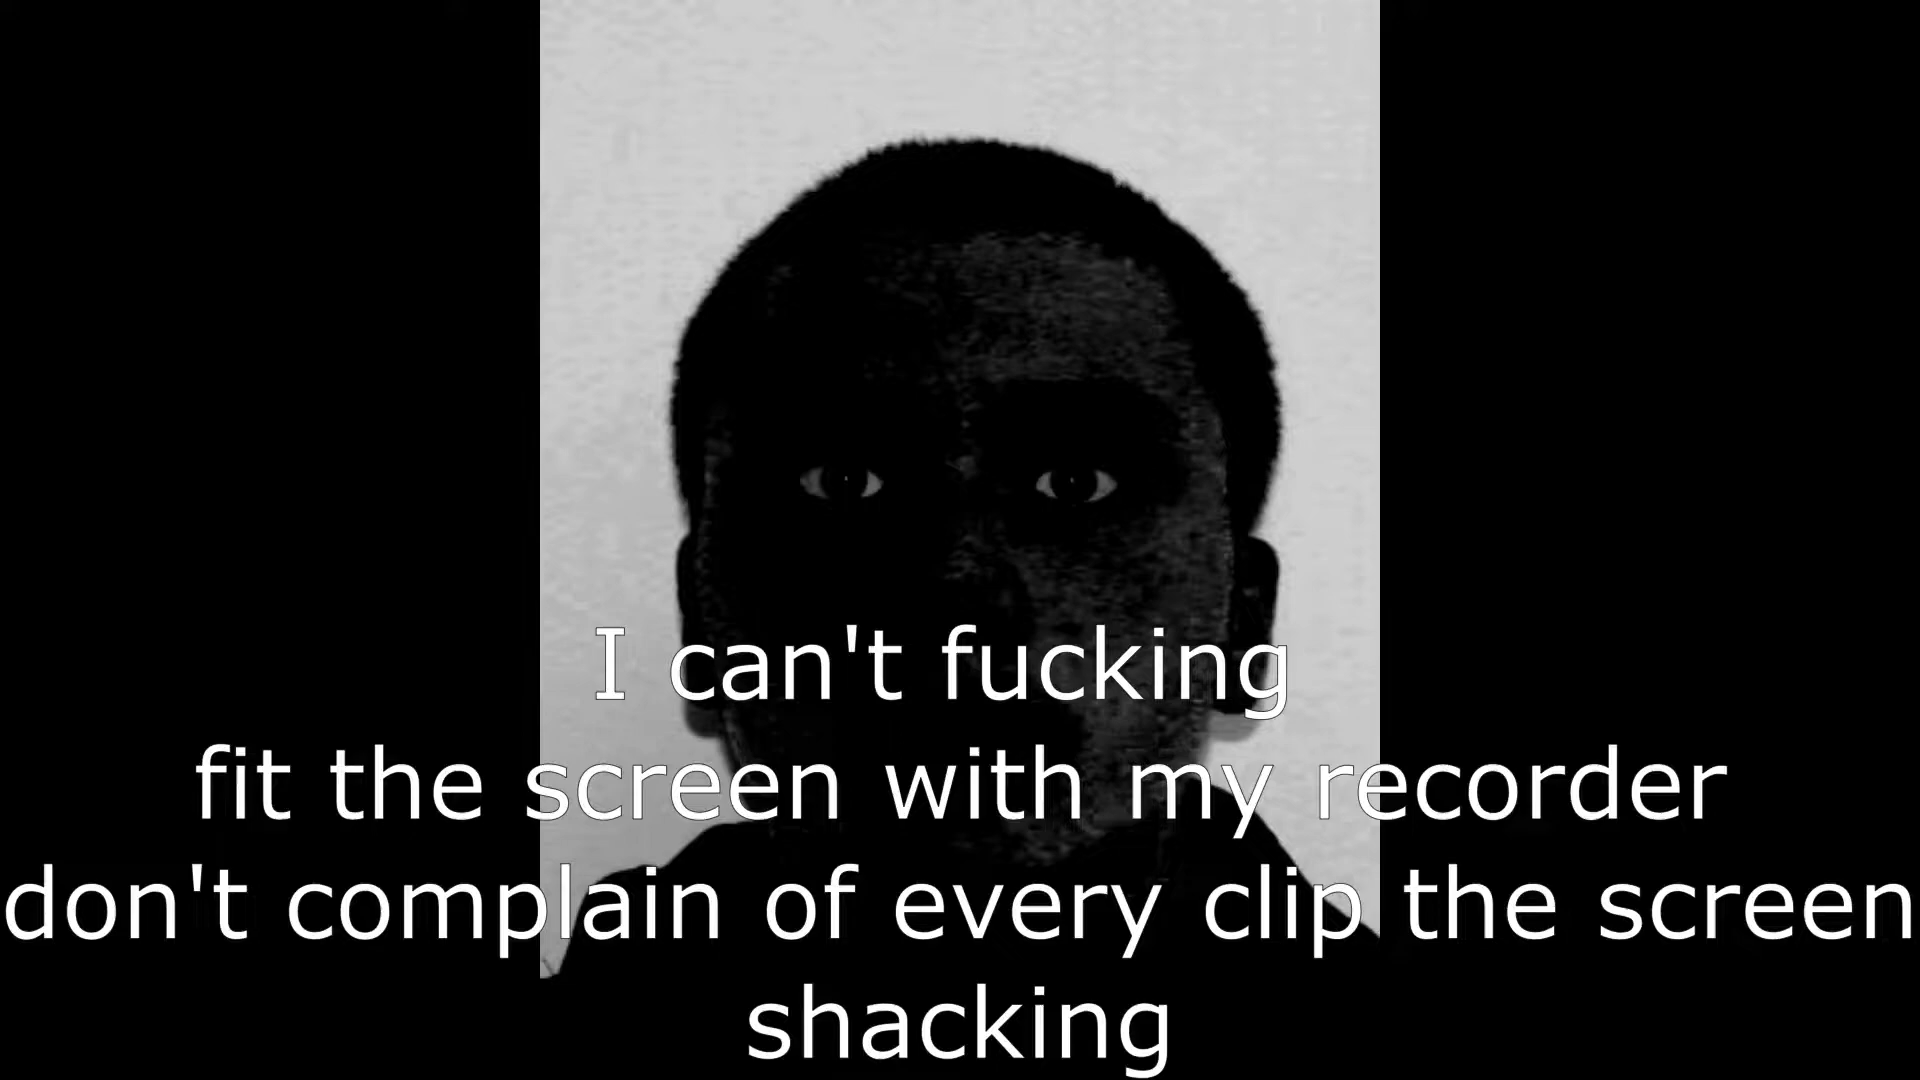 I can't fucking
fit the screen with my recorder
don't complain of every clip the screen
shacking